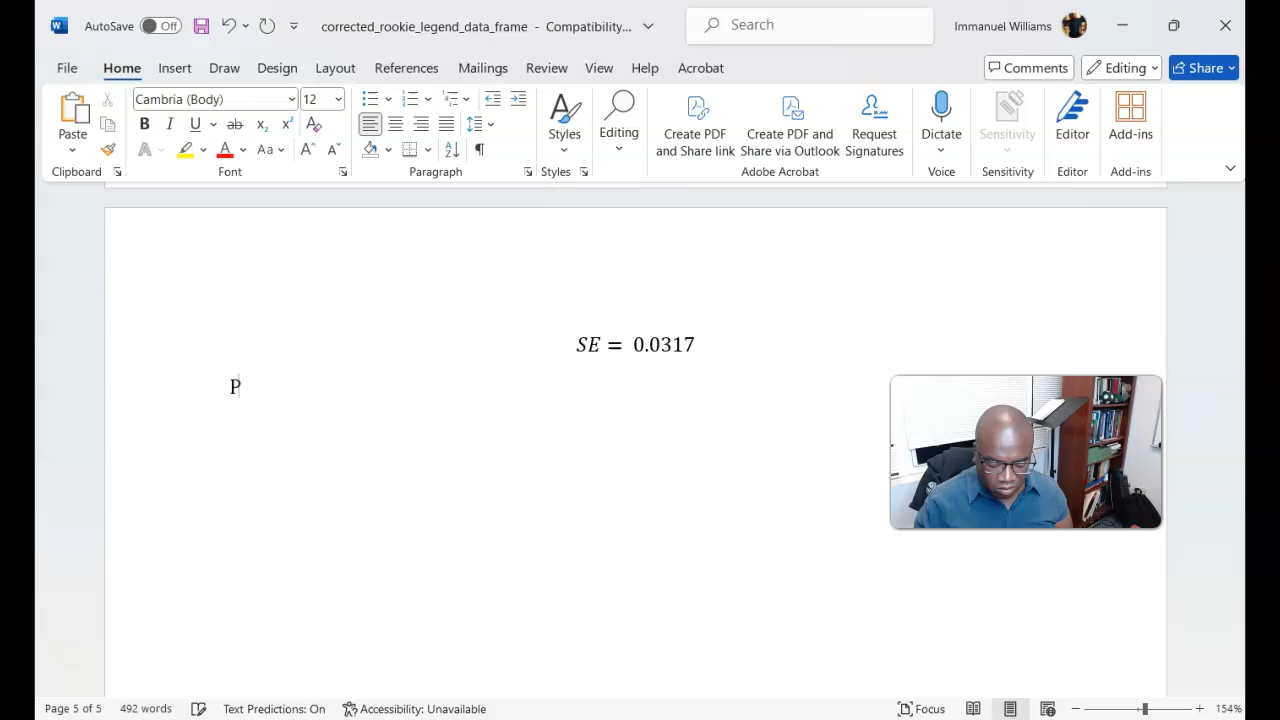 AutoSave Off corrected_rookie_legend_data_frame - Compatibility... Search Immanuel Williams
File Home Insert Draw Design Layout References Mailings Review View Help Acrobat Comments Editing Share
Cambria (Body) 12
Paste Styles Editing Create PDF and Share link Create PDF and Share via Outlook Request Signatures Dictate Sensitivity Editor Add-ins
Clipboard Font Paragraph Styles Adobe Acrobat Voice Sensitivity Editor Add-ins
SE = 0.0317
P
Page 5 of 5 492 words Text Predictions: On Accessibility: Unavailable Focus 154%